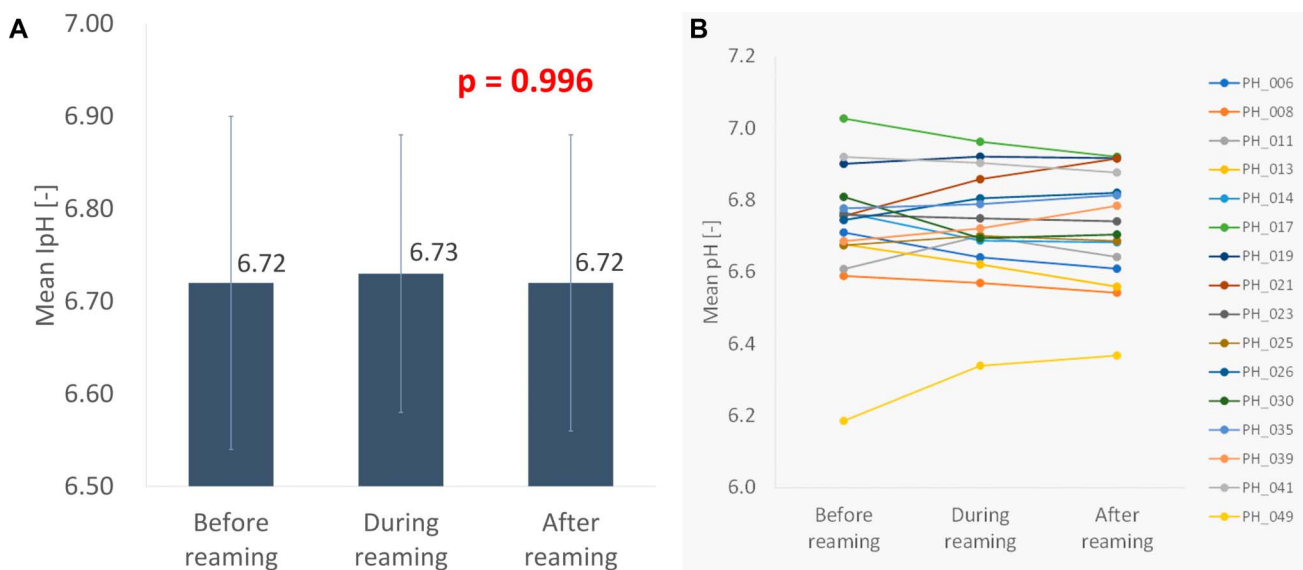 A
7.00
6.90
6.80
6.70
6.60
6.50
Mean IpH [-]
p = 0.996
6.72
6.73
6.72
Before
reaming
During
reaming
After
reaming
B
7.2
7.0
6.8
6.6
6.4
6.2
6.0
Mean pH [-]
Before
reaming
During
reaming
After
reaming
PH_006
PH_008
PH_011
PH_013
PH_014
PH_017
PH_019
PH_021
PH_023
PH_025
PH_026
PH_030
PH_035
PH_039
PH_041
PH_049